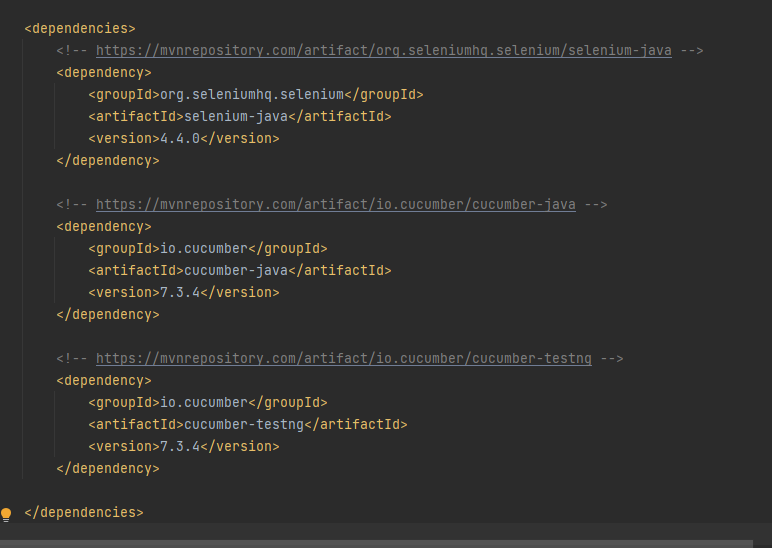 <dependencies>
<!-- https://mvnrepository.com/artifact/org.seleniumhq.selenium/selenium-java -->
<dependency>
<groupId>org.seleniumhq.selenium</groupId>
<artifactId>selenium-java</artifactId>
<version>4.4.0</version>
</dependency>
<!-- https://mvnrepository.com/artifact/io.cucumber/cucumber-java -->
<dependency>
<groupId>io.cucumber</groupId>
<artifactId>cucumber-java</artifactId>
<version>7.3.4</version>
</dependency>
<!-- https://mvnrepository.com/artifact/io.cucumber/cucumber-testng -->
<dependency>
<groupId>io.cucumber</groupId>
<artifactId>cucumber-testng</artifactId>
<version>7.3.4</version>
</dependency>
</dependencies>